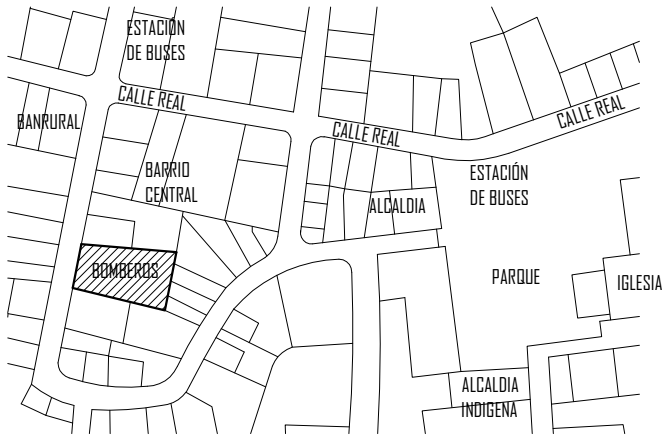 ESTACIÓN
DE BUSES
CALLE REAL
BANRURAL
CALLE REAL
CALLE REAL
BARRIO
CENTRAL
ESTACIÓN
DE BUSES
ALCALDIA
BOMBEROS
PARQUE
IGLESIA
ALCALDIA
INDIGENA